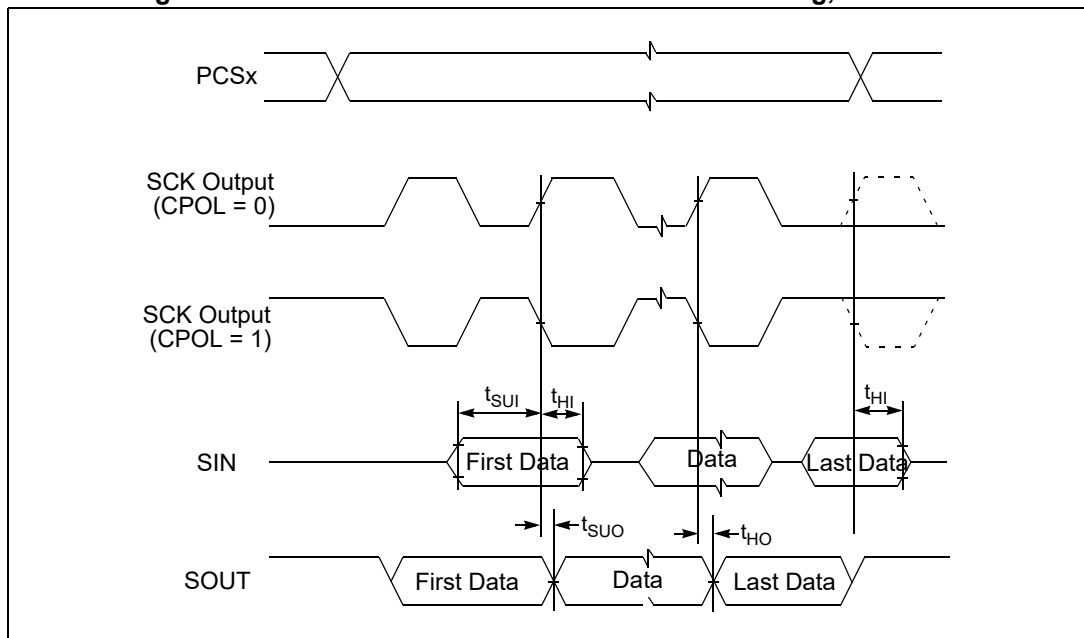 PCSx
SCK Output
(CPOL = 0)
SCK Output
(CPOL = 1)
tSUI
tHI
tHI
SIN
First Data
Data
Last Data
tSUO
tHO
SOUT
First Data
Data
Last Data